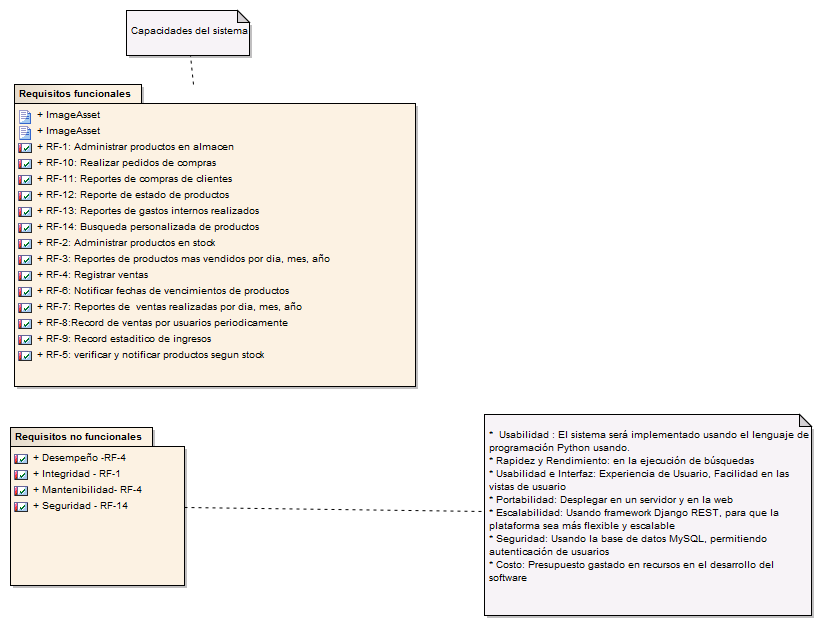 Capacidades del sistema
Requisitos funcionales
+ ImageAsset
+ ImageAsset
+ RF-1: Administrar productos en almacen
+ RF-10: Realizar pedidos de compras
+ RF-11: Reportes de compras de clientes
+ RF-12: Reporte de estado de productos
+ RF-13: Reportes de gastos internos realizados
+ RF-14: Busqueda personalizada de productos
+ RF-2: Administrar productos en stock
+ RF-3: Reportes de productos mas vendidos por dia, mes, año
+ RF-4: Registrar ventas
+ RF-6: Notificar fechas de vencimientos de productos
+ RF-7: Reportes de  ventas realizadas por dia, mes, año
+ RF-8:Record de ventas por usuarios periodicamente
+ RF-9: Record estaditico de ingresos
+ RF-5: verificar y notificar productos segun stock
Requisitos no funcionales
+ Desempeño -RF-4
+ Integridad - RF-1
+ Mantenibilidad- RF-4
+ Seguridad - RF-14
*  Usabilidad : El sistema será implementado usando el lenguaje de
programación Python usando.
* Rapidez y Rendimiento: en la ejecución de búsquedas
* Usabilidad e Interfaz: Experiencia de Usuario, Facilidad en las
vistas de usuario
* Portabilidad: Desplegar en un servidor y en la web
* Escalabilidad: Usando framework Django REST, para que la
plataforma sea más flexible y escalable
* Seguridad: Usando la base de datos MySQL, permitiendo
autenticación de usuarios
* Costo: Presupuesto gastado en recursos en el desarrollo del
software